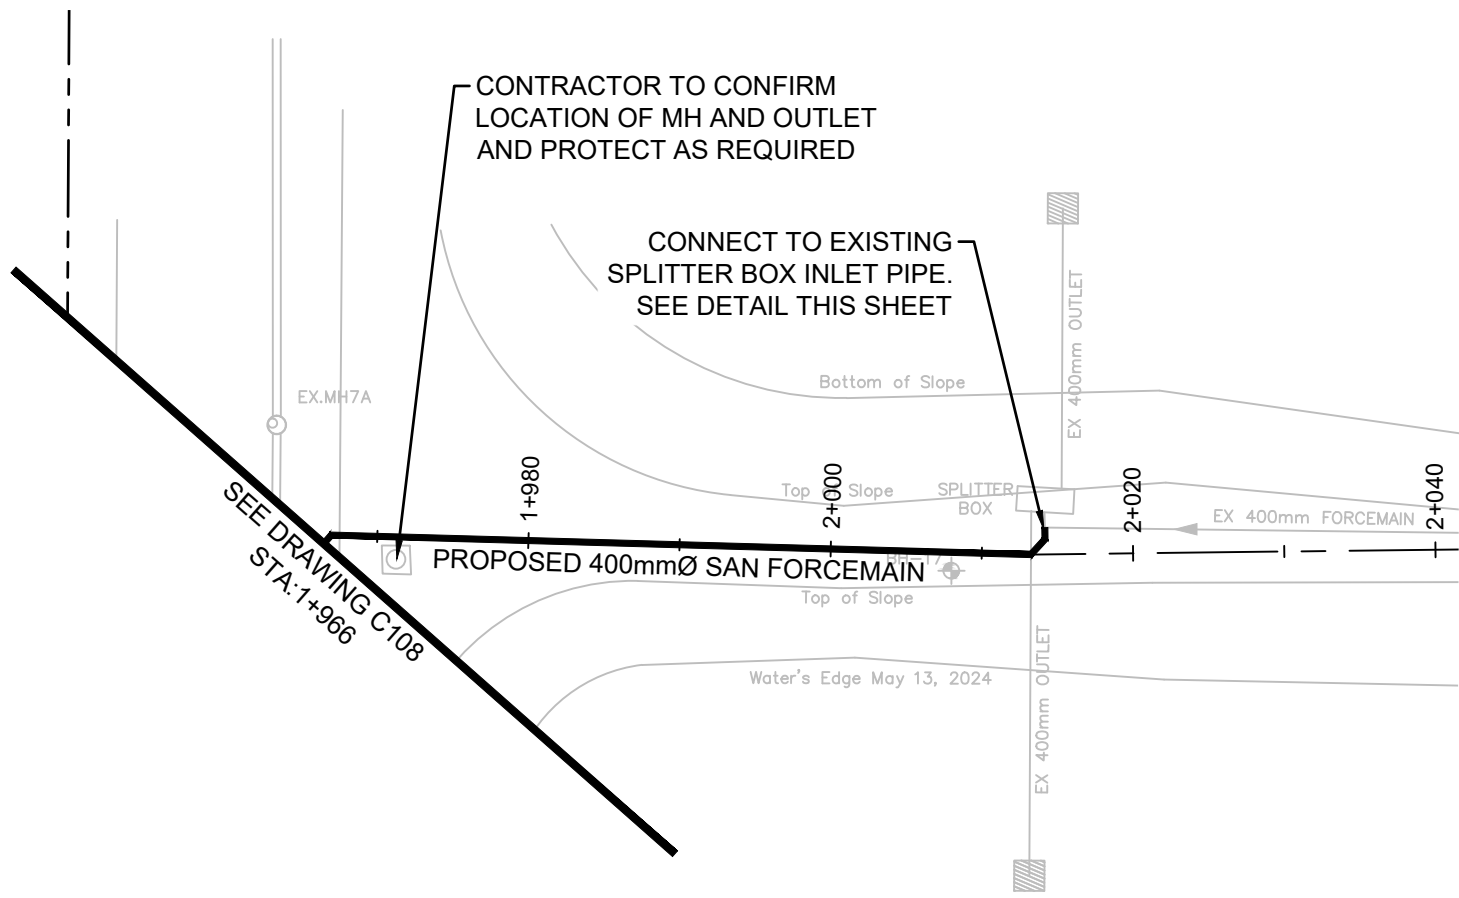 CONTRACTOR TO CONFIRM
LOCATION OF MH AND OUTLET
AND PROTECT AS REQUIRED
CONNECT TO EXISTING
SPLITTER BOX INLET PIPE.
SEE DETAIL THIS SHEET
EX 400mm OUTLET
Bottom of Slope
EX.MH7A
Top of Slope
SPLITTER
BOX
1+980
2+000
2+020
2+040
EX 400mm FORCEMAIN
SEE DRAWING C108
STA:1+966
PROPOSED 400mmØ SAN FORCEMAIN
BH-17
Top of Slope
Water's Edge May 13, 2024
EX 400mm OUTLET